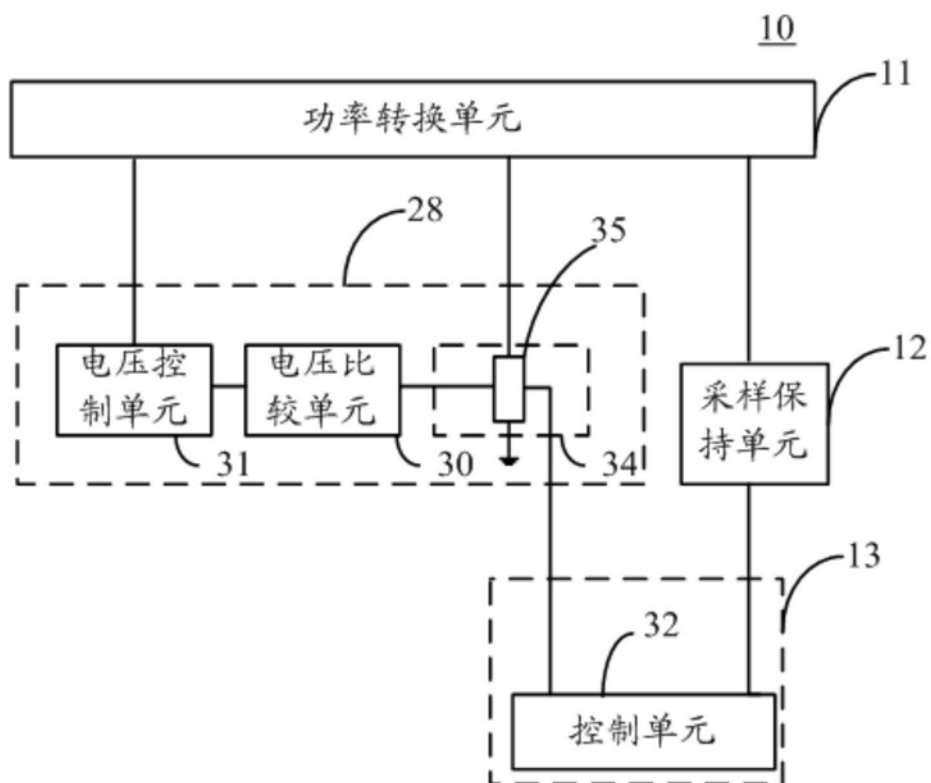 10
11
功率转换单元
28
35
12
电压控
制单元
电压比
较单元
采样保
持单元
31
30
34
13
32
控制单元